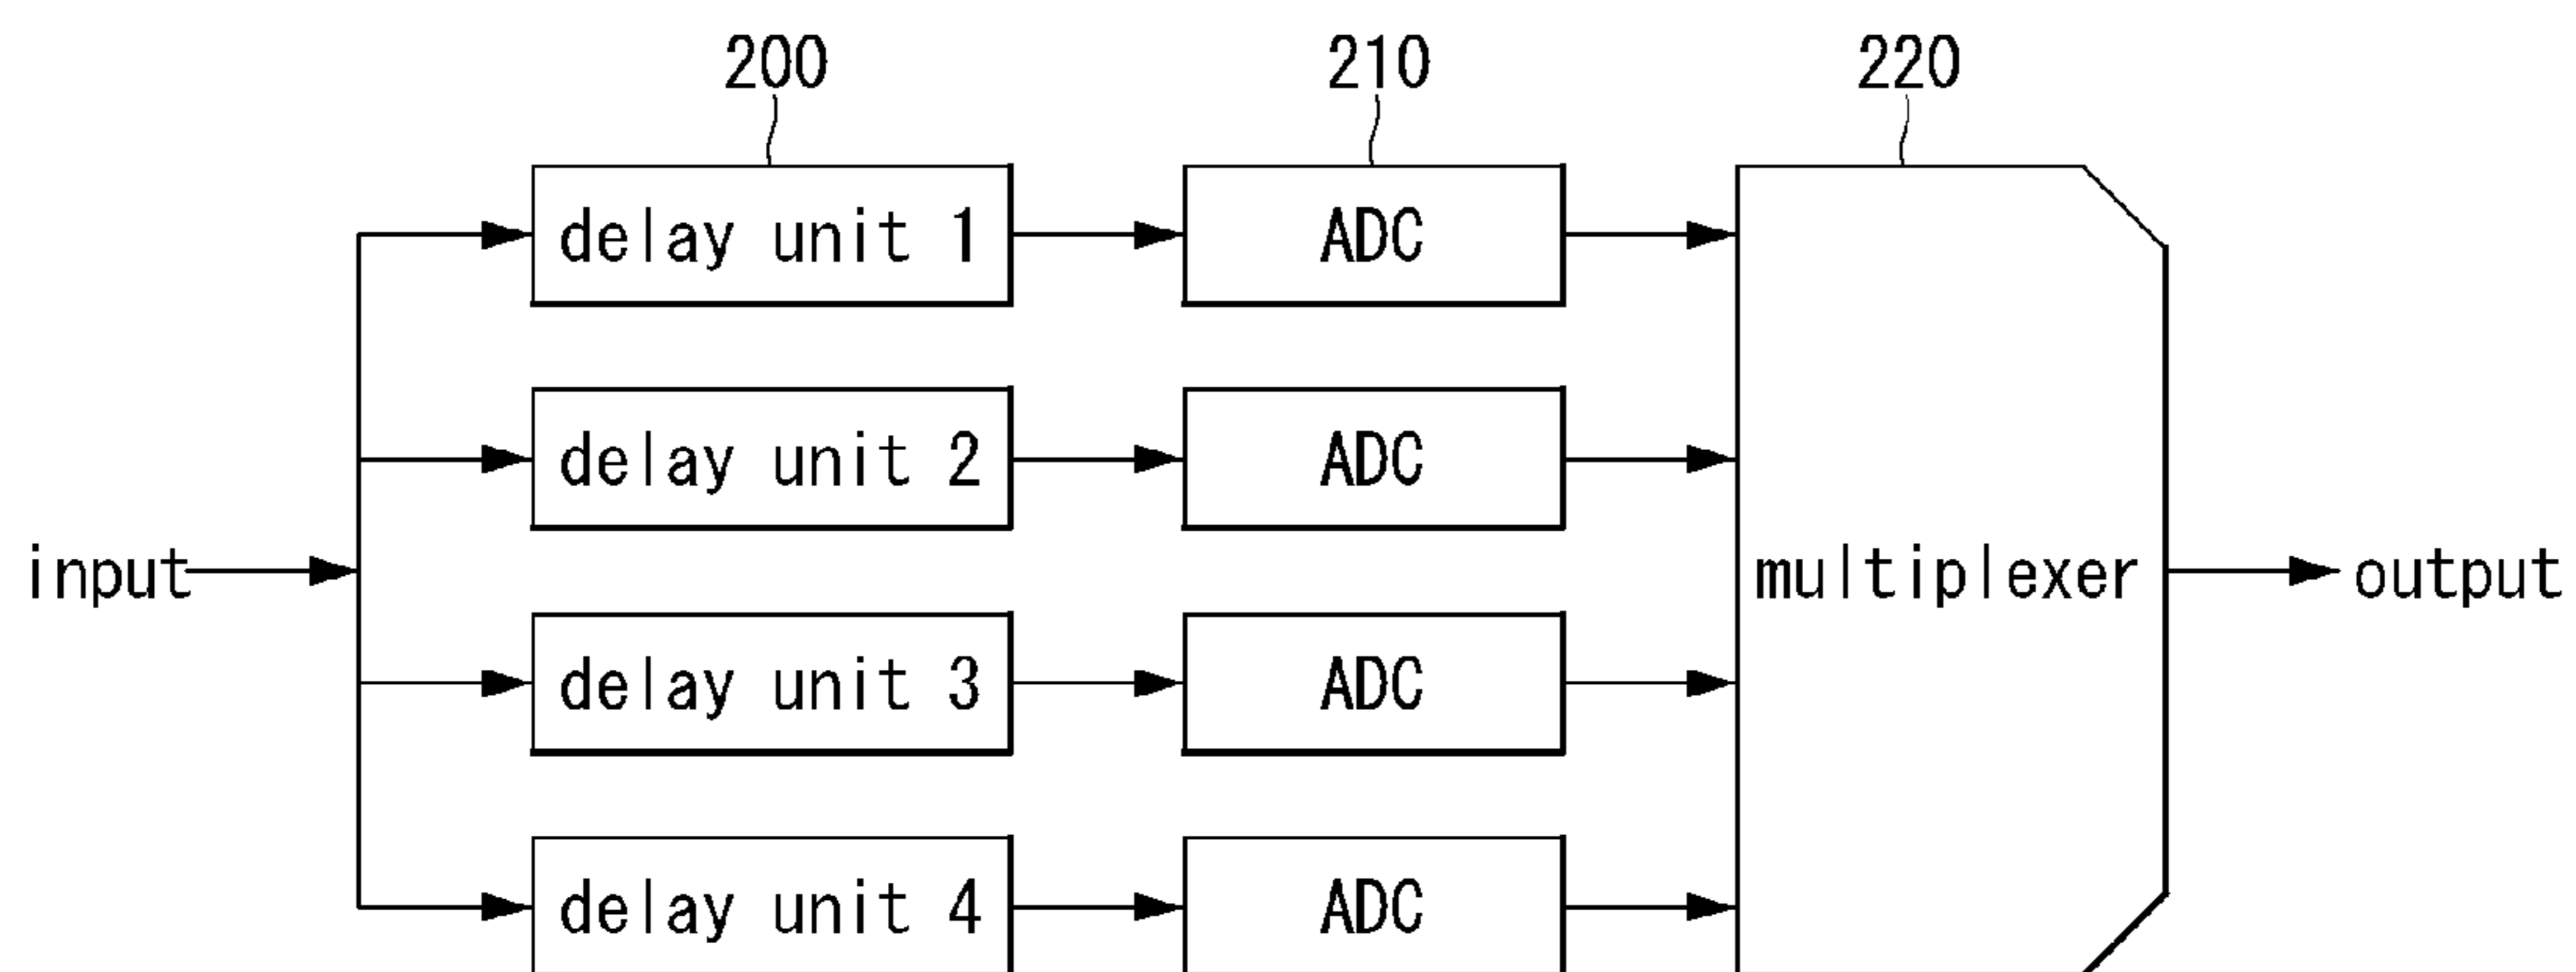 200 210 220
delay unit 1 ADC
delay unit 2 ADC
input multiplexer output
delay unit 3 ADC
delay unit 4 ADC